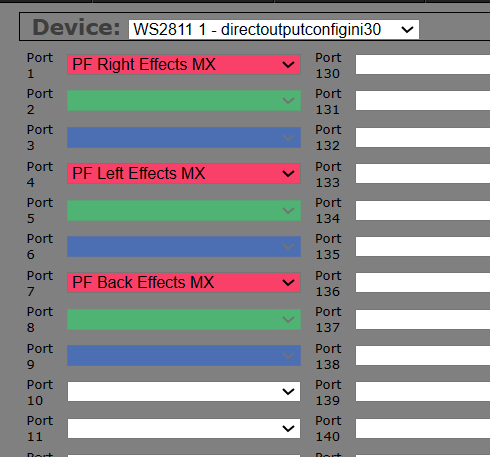 Device: WS2811 1 - directoutputconfigini30
Port 1 PF Right Effects MX Port 130
Port 2 Port 131
Port 3 Port 132
Port 4 PF Left Effects MX Port 133
Port 5 Port 134
Port 6 Port 135
Port 7 PF Back Effects MX Port 136
Port 8 Port 137
Port 9 Port 138
Port 10 Port 139
Port 11 Port 140